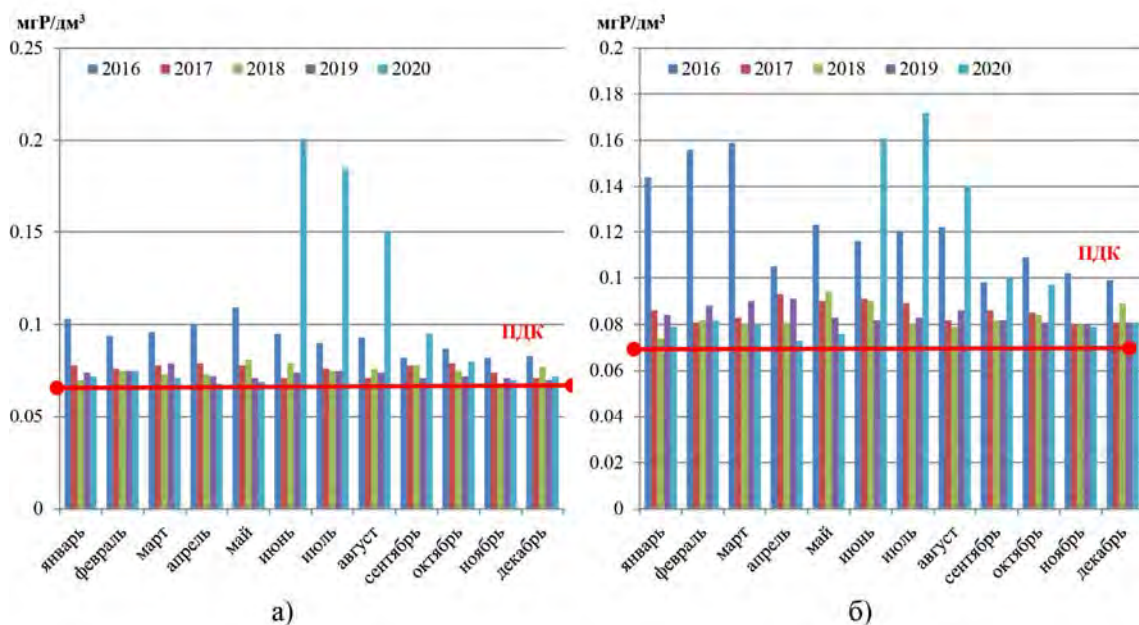 мгР/дм³
0.25
2016 2017 2018 2019 2020
0.2
0.15
0.1
ПДК
0.05
0
январь
февраль
март
апрель
май
июнь
июль
август
сентябрь
октябрь
ноябрь
декабрь
а)
мгР/дм³
0.2
2016 2017 2018 2019 2020
0.18
0.16
0.14
0.12
ПДК
0.1
0.08
0.06
0.04
0.02
0
январь
февраль
март
апрель
май
июнь
июль
август
сентябрь
октябрь
ноябрь
декабрь
б)